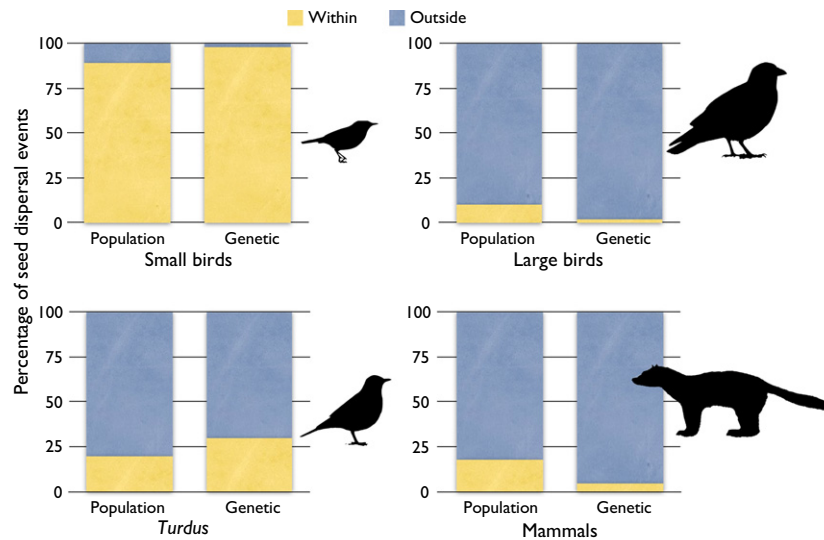 Within Outside
Percentage of seed dispersal events
100
75
50
25
0
Population Genetic
Small birds
100
75
50
25
0
Population Genetic
Large birds
100
75
50
25
0
Population Genetic
Turdus
100
75
50
25
0
Population Genetic
Mammals